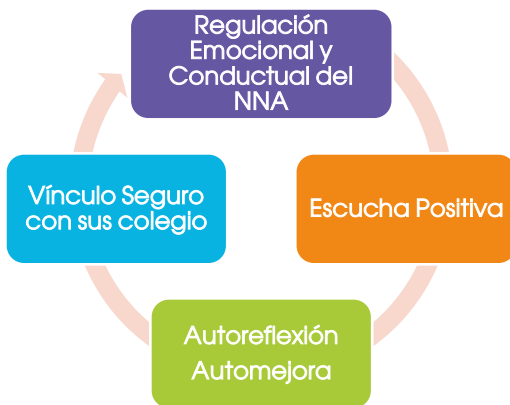 Regulación
Emocional y
Conductual del
NNA
Escucha Positiva
Autoreflexión
Automejora
Vínculo Seguro
con sus colegio